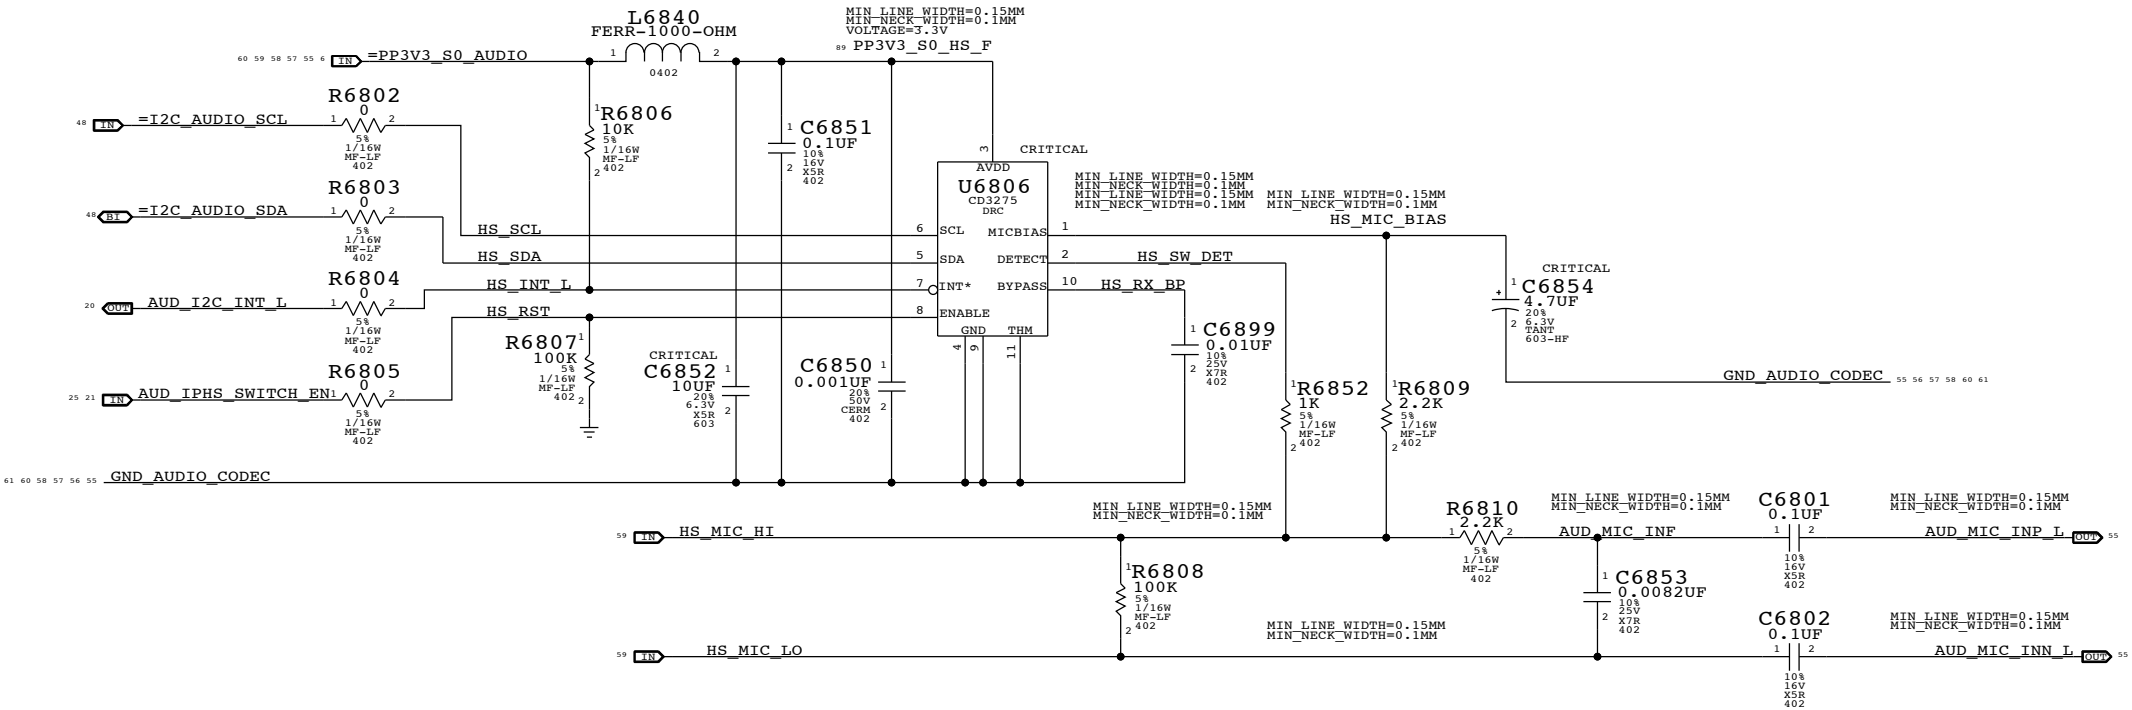 L6840
FERR-1000-OHM
1 2
0402
MIN_LINE_WIDTH=0.15MM
MIN_NECK_WIDTH=0.1MM
VOLTAGE=3.3V
89 PP3V3_S0_HS_F
60 59 58 57 55 6 IN =PP3V3_S0_AUDIO
R6802
0
48 IN =I2C_AUDIO_SCL 1 2
5%
1/16W
MF-LF
402
R6803
0
48 BI =I2C_AUDIO_SDA 1 2
5%
1/16W
MF-LF
402
R6804
0
20 OUT AUD_I2C_INT_L 1 2
5%
1/16W
MF-LF
402
R6805
0
25 21 IN AUD_IPHS_SWITCH_EN 1 2
5%
1/16W
MF-LF
402
1 R6806
10K
5%
1/16W
MF-LF
2 402
1 C6851
0.1UF
10%
16V
2 X5R
402
HS_SCL
HS_SDA
HS_INT_L
HS_RST
R6807 1
100K
5%
1/16W
MF-LF
402 2
CRITICAL
C6852 1
10UF
20%
6.3V
X5R 2
603
C6850 1
0.001UF
20%
50V
CERM 2
402
3
CRITICAL
AVDD
U6806
CD3275
DRC
6 SCL MICBIAS 1
5 SDA DETECT 2
7 INT* BYPASS 10
8 ENABLE
GND THM
4 9 11
MIN_LINE_WIDTH=0.15MM
MIN_NECK_WIDTH=0.1MM
MIN_LINE_WIDTH=0.15MM MIN_LINE_WIDTH=0.15MM
MIN_NECK_WIDTH=0.1MM MIN_NECK_WIDTH=0.1MM
HS_MIC_BIAS
HS_SW_DET
HS_RX_BP
CRITICAL
1 C6854
+ 4.7UF
20%
2 6.3V
TANT
603-HF
1 C6899
0.01UF
10%
25V
2 X7R
402
GND_AUDIO_CODEC 55 56 57 58 60 61
1 R6852
1K
5%
1/16W
MF-LF
2 402
1 R6809
2.2K
5%
1/16W
MF-LF
2 402
61 60 58 57 56 55 GND_AUDIO_CODEC
MIN_LINE_WIDTH=0.15MM
MIN_NECK_WIDTH=0.1MM
59 IN HS_MIC_HI
R6810
2.2K
1 2
5%
1/16W
MF-LF
402
MIN_LINE_WIDTH=0.15MM
MIN_NECK_WIDTH=0.1MM
AUD_MIC_INF
C6801
0.1UF
1 2
10%
16V
X5R
402
MIN_LINE_WIDTH=0.15MM
MIN_NECK_WIDTH=0.1MM
AUD_MIC_INP_L OUT 55
1 R6808
100K
5%
1/16W
MF-LF
2 402
1 C6853
0.0082UF
10%
25V
2 X7R
402
MIN_LINE_WIDTH=0.15MM
MIN_NECK_WIDTH=0.1MM
59 IN HS_MIC_LO
C6802
0.1UF
1 2
10%
16V
X5R
402
MIN_LINE_WIDTH=0.15MM
MIN_NECK_WIDTH=0.1MM
AUD_MIC_INN_L OUT 55